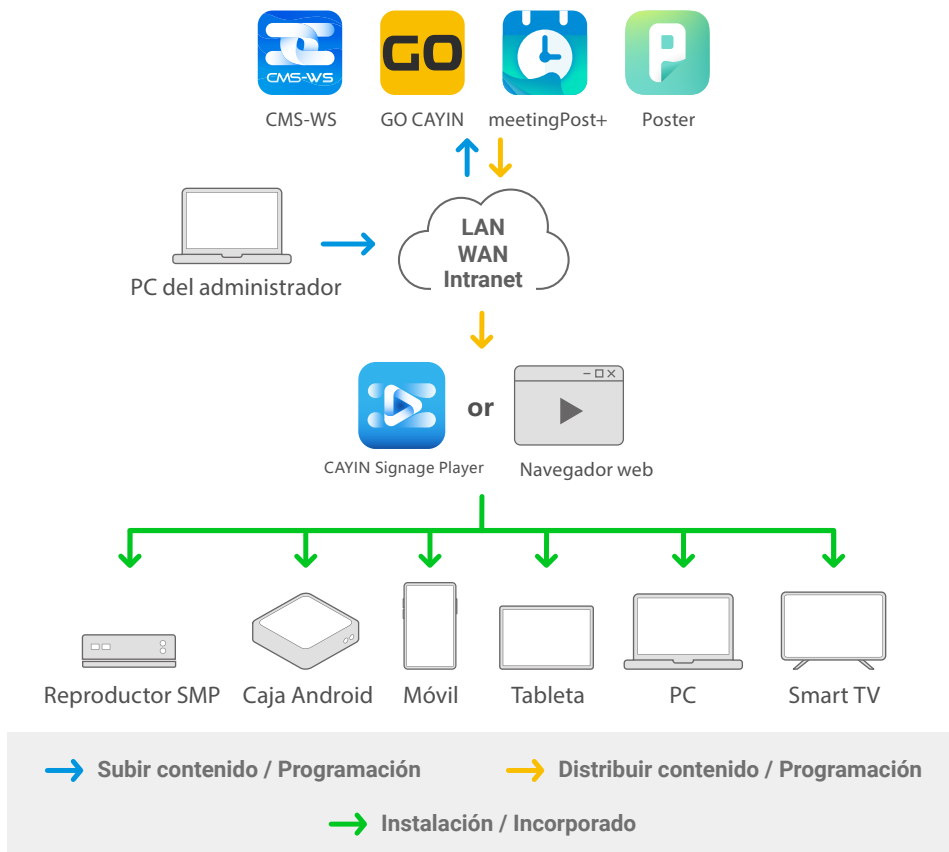 CMS-WS
GO
P
CMS-WS
GO CAYIN
meetingPost+
Poster
LAN
WAN
Intranet
PC del administrador
or
CAYIN Signage Player
Navegador web
Reproductor SMP
Caja Android
Móvil
Tableta
PC
Smart TV
Subir contenido / Programación
Distribuir contenido / Programación
Instalación / Incorporado